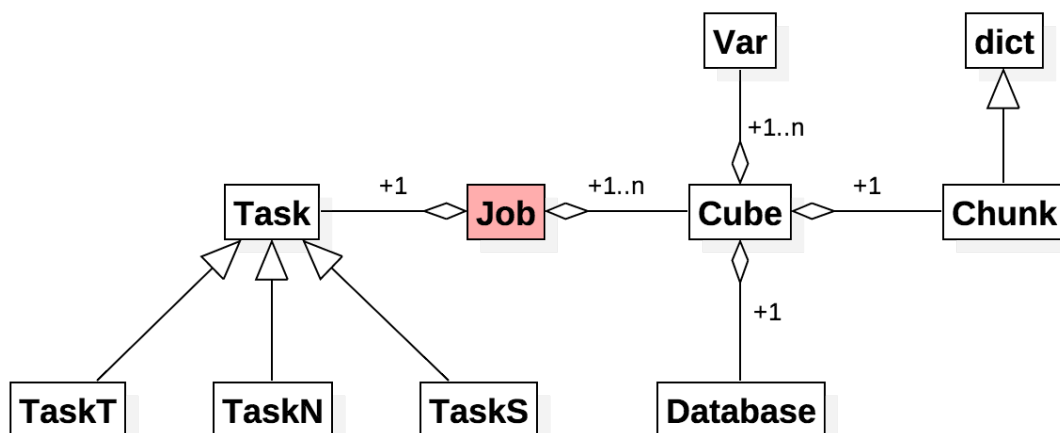 Var
dict
+1..n
+1
+1..n
+1
Task
Job
Cube
Chunk
+1
TaskT
TaskN
TaskS
Database